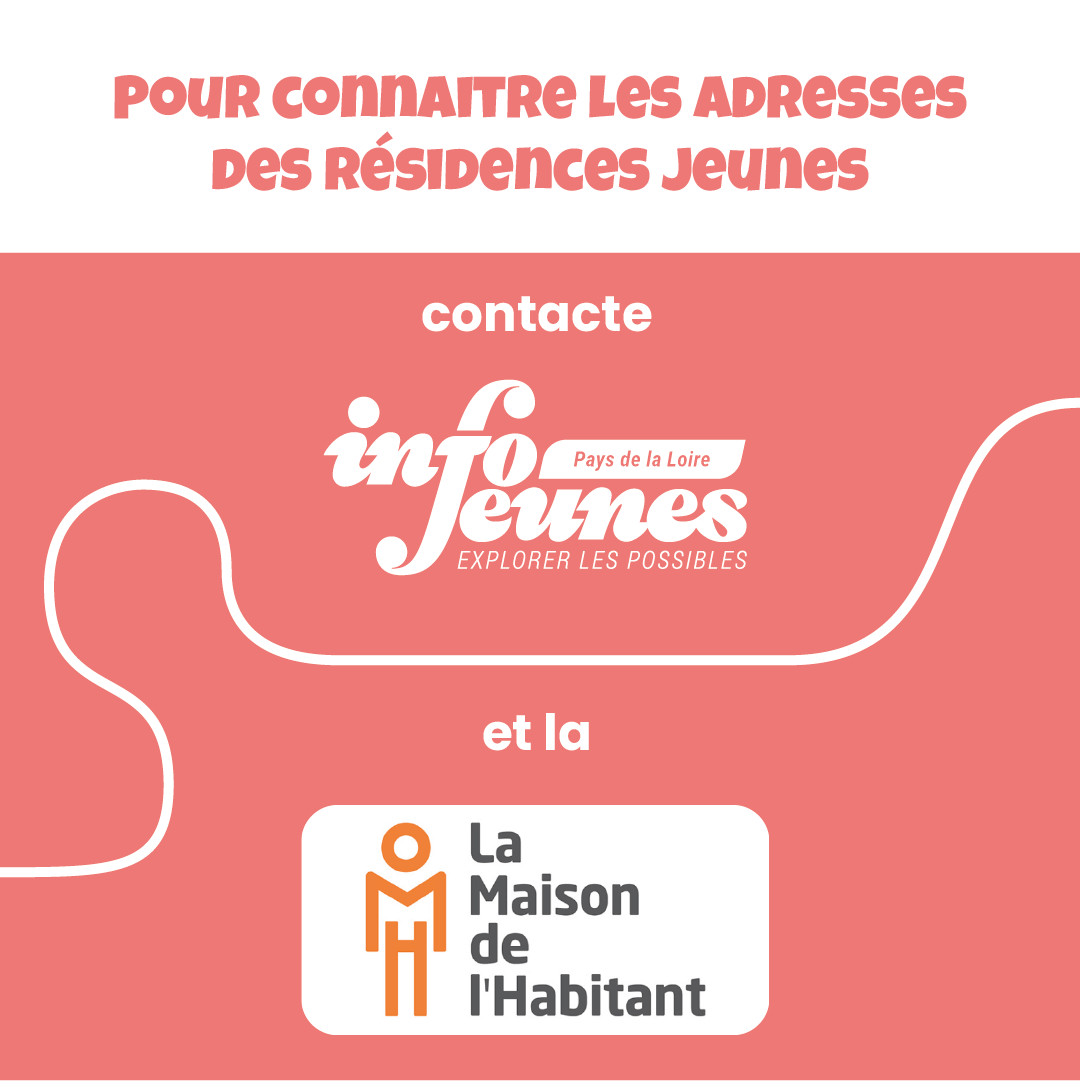 Pour connaitre les adresses
des résidences jeunes
contacte
info
Pays de la Loire
Jeunes
EXPLORER LES POSSIBLES
et la
La
Maison
de
l'Habitant